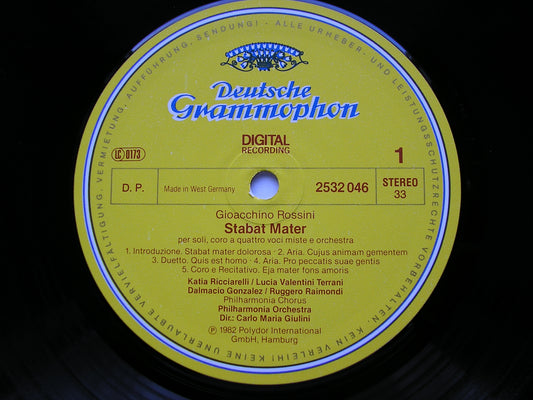 ALLE URHEBER- UND LEISTUNGSSCHUTZRECHTE VORBEHALTEN · KEIN VERLEIH! KEINE UNERLAUBTE VERVIELFÄLTIGUNG, VERMIETUNG, AUFFÜHRUNG, SENDUNG! ·
Deutsche
Grammophon
DIGITAL
RECORDING
LC 0173
1
D. P.
Made in West Germany
2532 046
STEREO
33
Gioacchino Rossini
Stabat Mater
per soli, coro a quattro voci miste e orchestra
1. Introduzione. Stabat mater dolorosa · 2. Aria. Cujus animam gementem
3. Duetto. Quis est homo · 4. Aria. Pro peccatis suae gentis
5. Coro e Recitativo. Eja mater fons amoris
Katia Ricciarelli / Lucia Valentini Terrani
Dalmacio Gonzalez / Ruggero Raimondi
Philharmonia Chorus
Philharmonia Orchestra
Dir.: Carlo Maria Giulini
℗ 1982 Polydor International
GmbH, Hamburg